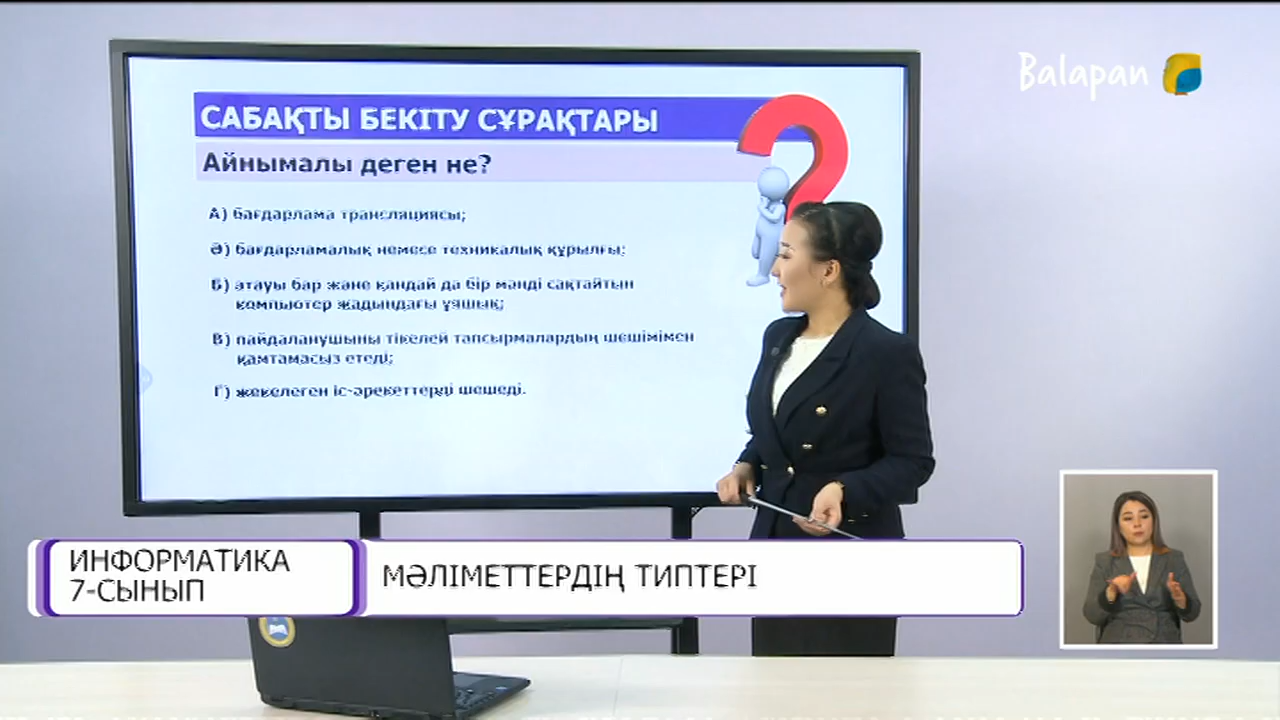 Balapan
САБАҚТЫ БЕКІТУ СҰРАҚТАРЫ
Айнымалы деген не?
А) бағдарлама трансляциясы;
Ә) бағдарламалық немесе техникалық құрылғы;
Б) атауы бар және қандай да бір мәнді сақтайтын
компьютер жадындағы ұяшық;
В) пайдаланушыны тікелей тапсырмалардың шешімімен
қамтамасыз етеді;
Г) жекелеген іс-әрекеттерді шешеді.
ИНФОРМАТИКА
7-СЫНЫП
МӘЛІМЕТТЕРДІҢ ТИПТЕРІ